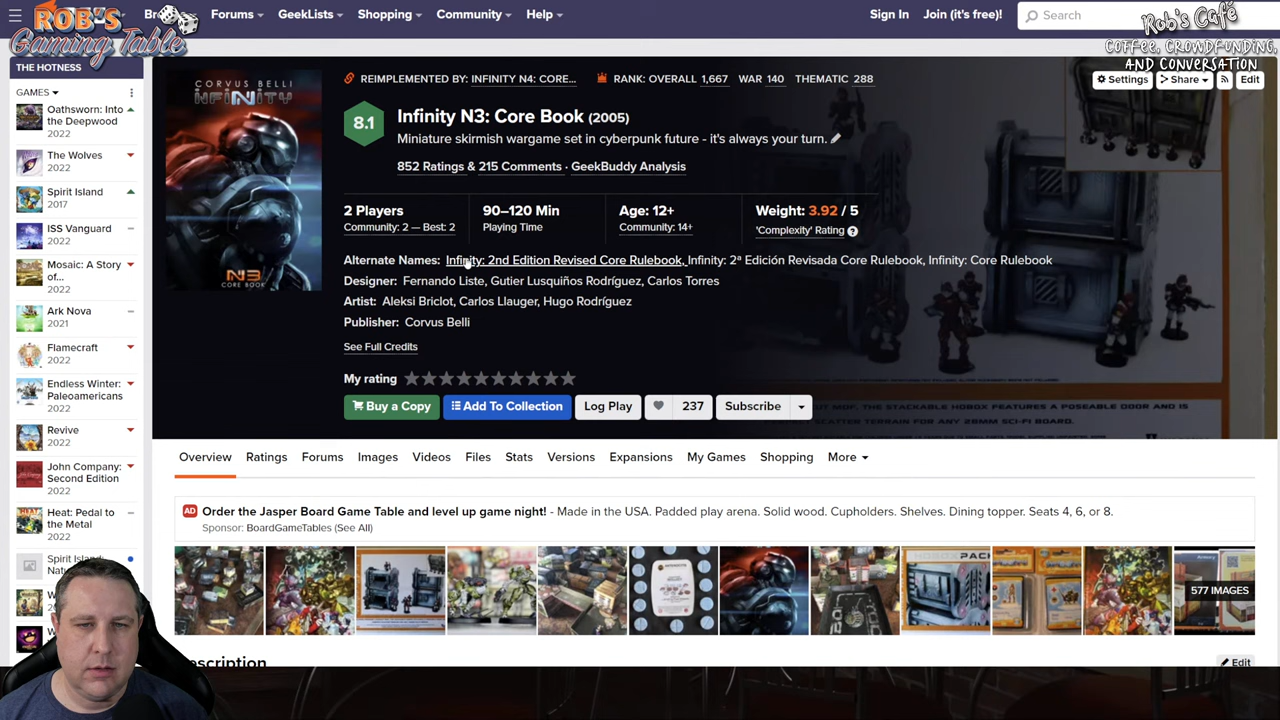 Forums
GeekLists
Shopping
Community
Help
Sign In
Join (it's free!)
Search
ROB'S
Gaming Table
Rob's Café
COFFEE, CROWDFUNDING,
AND CONVERSATION
THE HOTNESS
GAMES
Oathsworn: Into
the Deepwood
2022
The Wolves
2022
Spirit Island
2017
ISS Vanguard
2022
Mosaic: A Story
of...
2022
Ark Nova
2021
Flamecraft
2022
Endless Winter:
Paleoamericans
2022
Revive
2022
John Company:
Second Edition
2022
Heat: Pedal to
the Metal
2022
Spirit Island:
CORVUS BELLI
INFINITY
N3
CORE BOOK
REIMPLEMENTED BY: INFINITY N4: CORE...
RANK: OVERALL 1,667 WAR 140 THEMATIC 288
Settings
Share
Edit
8.1
Infinity N3: Core Book (2005)
Miniature skirmish wargame set in cyberpunk future - it's always your turn.
852 Ratings & 215 Comments · GeekBuddy Analysis
2 Players
Community: 2 — Best: 2
90–120 Min
Playing Time
Age: 12+
Community: 14+
Weight: 3.92 / 5
'Complexity' Rating
Alternate Names: Infinity: 2nd Edition Revised Core Rulebook, Infinity: 2ª Edición Revisada Core Rulebook, Infinity: Core Rulebook
Designer: Fernando Liste, Gutier Lusquiños Rodríguez, Carlos Torres
Artist: Aleksi Briclot, Carlos Llauger, Hugo Rodríguez
Publisher: Corvus Belli
See Full Credits
My rating
Buy a Copy
Add To Collection
Log Play
237
Subscribe
Overview
Ratings
Forums
Images
Videos
Files
Stats
Versions
Expansions
My Games
Shopping
More
AD Order the Jasper Board Game Table and level up game night! - Made in the USA. Padded play arena. Solid wood. Cupholders. Shelves. Dining topper. Seats 4, 6, or 8.
Sponsor: BoardGameTables (See All)
577 IMAGES
Edit